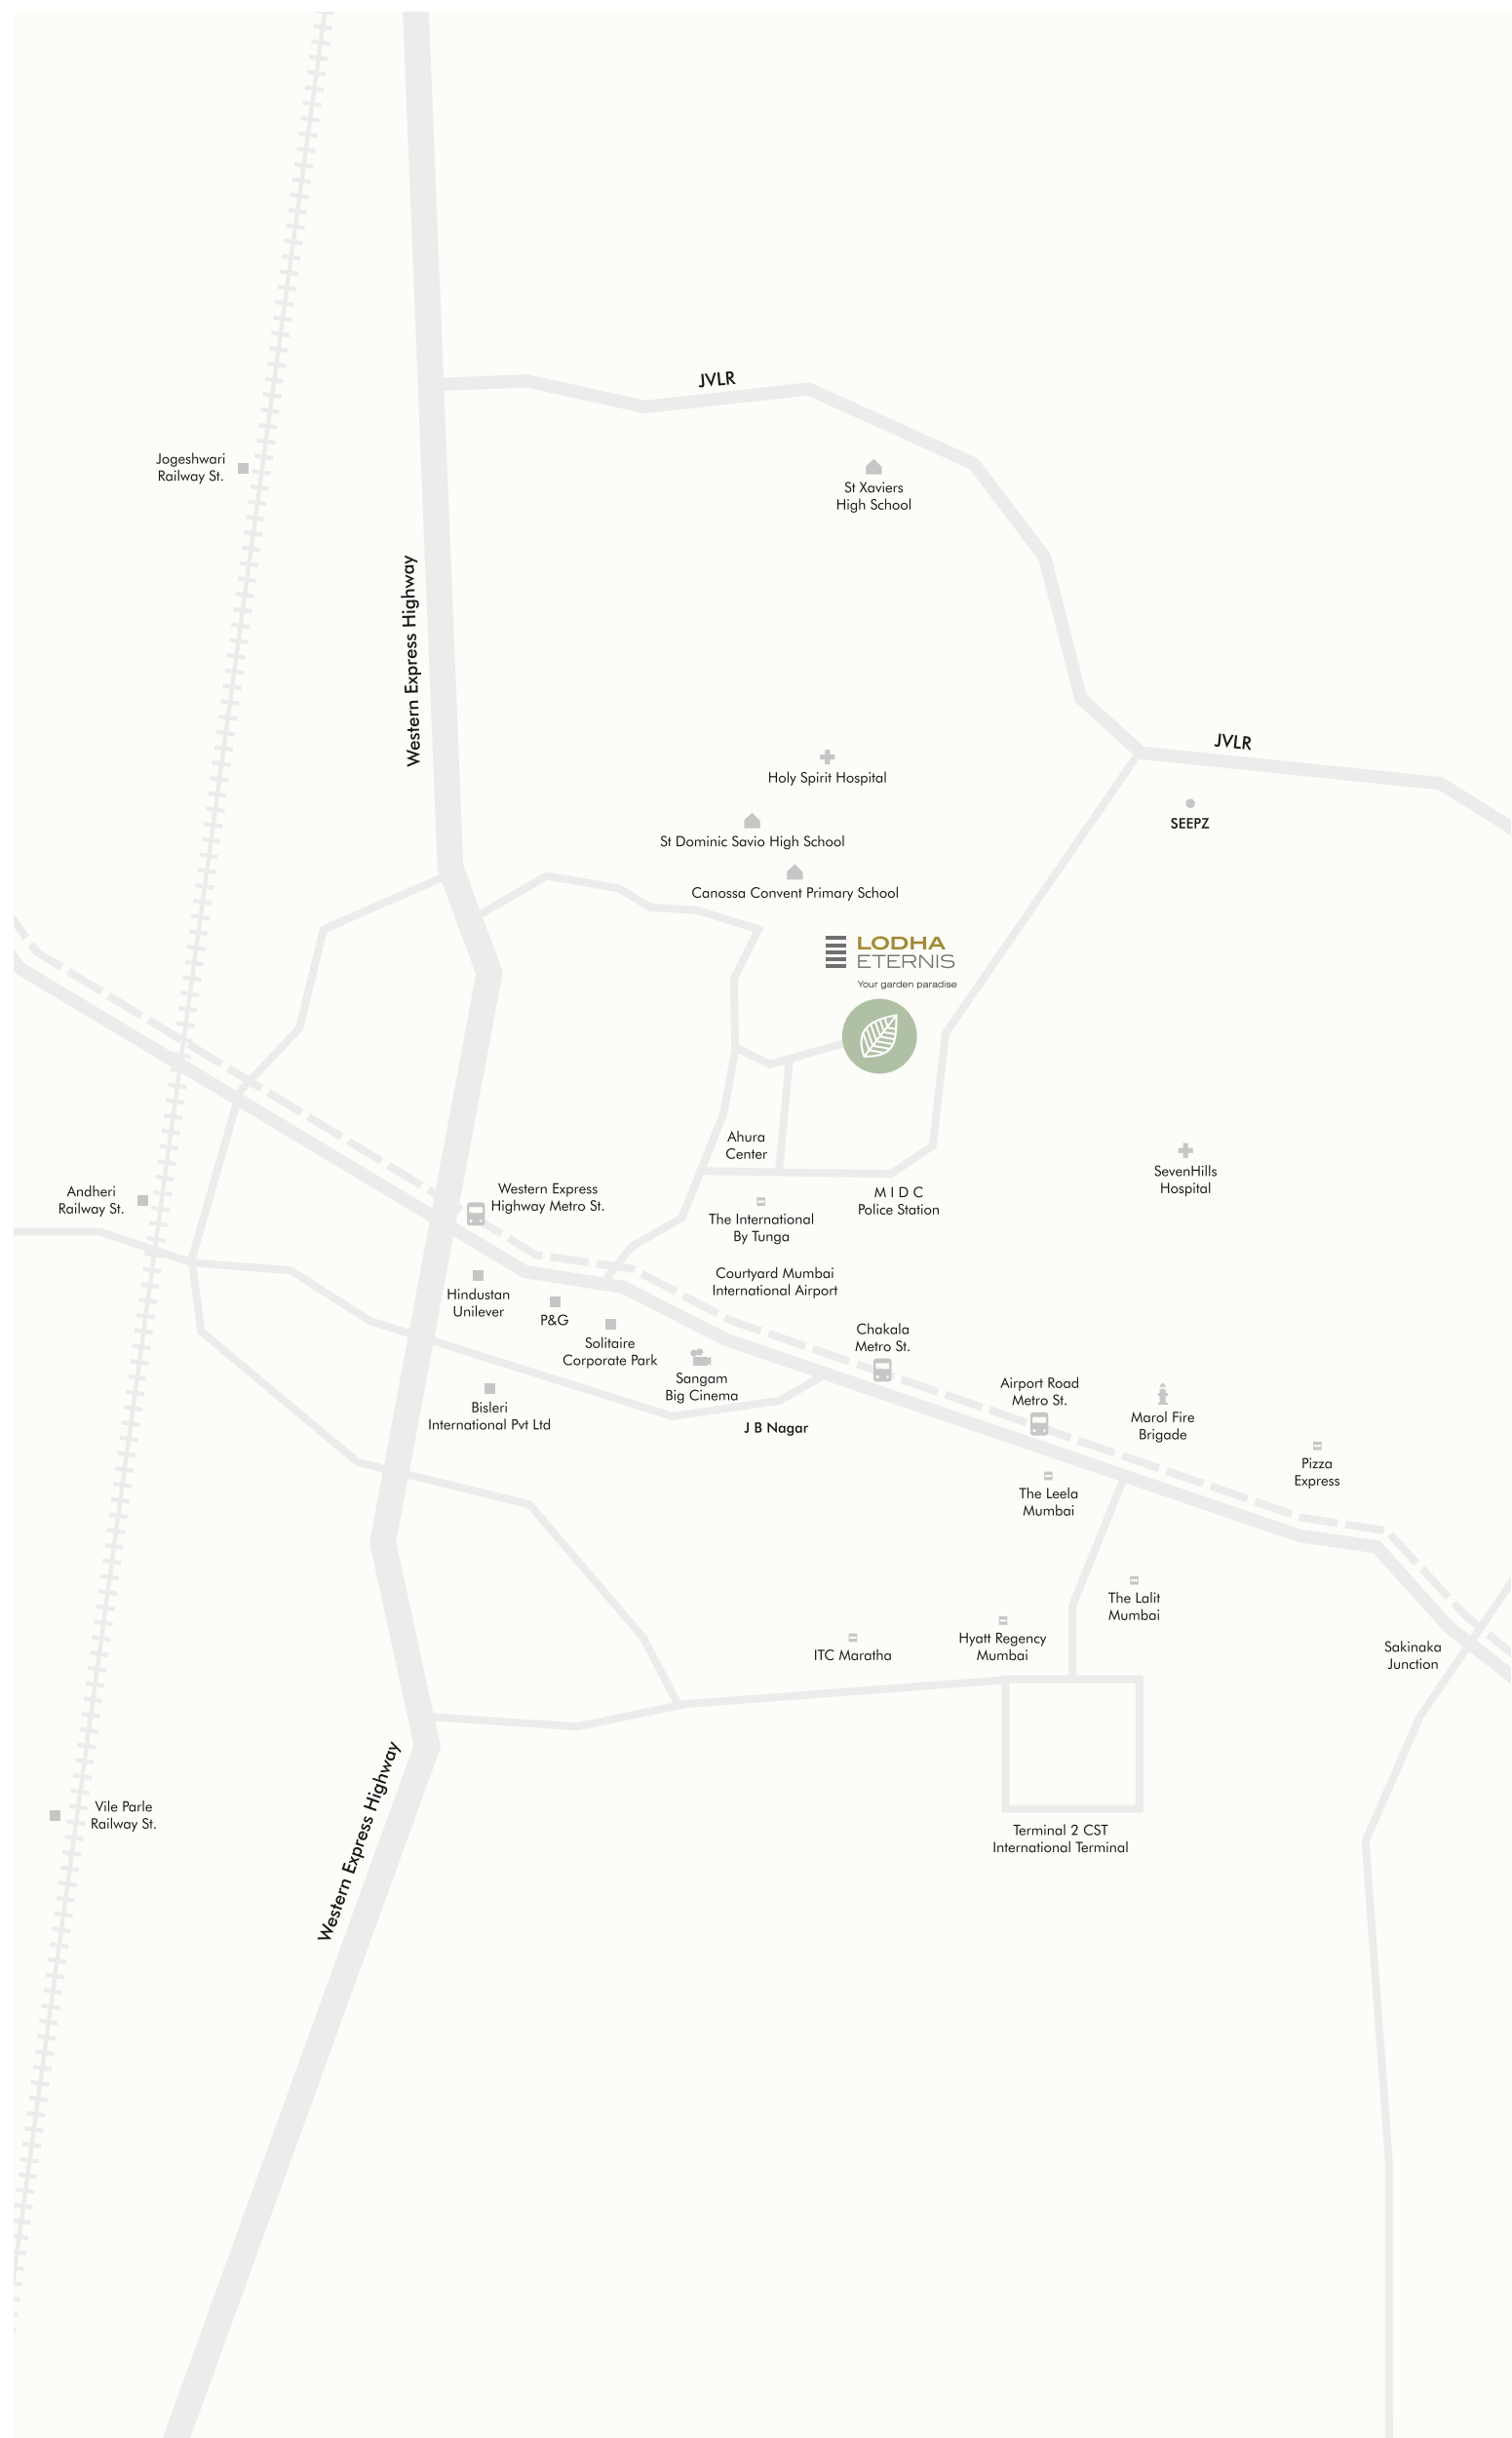 JVLR
Jogeshwari
Railway St.
St Xaviers
High School
Western Express Highway
JVLR
Holy Spirit Hospital
SEEPZ
St Dominic Savio High School
Canossa Convent Primary School
LODHA
ETERNIS
Your garden paradise
Ahura
Center
SevenHills
Hospital
Andheri
Railway St.
Western Express
Highway Metro St.
M I D C
Police Station
The International
By Tunga
Courtyard Mumbai
International Airport
Hindustan
Unilever
P&G
Solitaire
Corporate Park
Chakala
Metro St.
Sangam
Big Cinema
Airport Road
Metro St.
Bisleri
International Pvt Ltd
J B Nagar
Marol Fire
Brigade
Pizza
Express
The Leela
Mumbai
The Lalit
Mumbai
Hyatt Regency
Mumbai
ITC Maratha
Sakinaka
Junction
Western Express Highway
Vile Parle
Railway St.
Terminal 2 CST
International Terminal